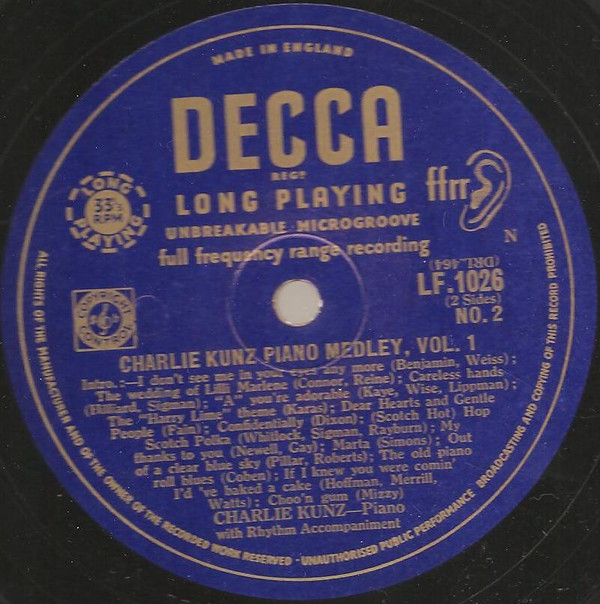 MADE IN ENGLAND
DECCA
REGD
LONG PLAYING
UNBREAKABLE MICROGROOVE
full frequency range recording
ffrr
LONG
33⅓
RPM
PLAYING
N
(DRL.464)
LF.1026
(2 Sides)
NO. 2
COPYRIGHT
CONTROL
CHARLIE KUNZ PIANO MEDLEY, VOL. 1
Intro.:—I don't see me in your eyes any more (Benjamin, Weiss);
The wedding of Lilli Marlene (Connor, Reine); Careless hands
(Hilliard, Sigman); "A" you're adorable (Kaye, Wise, Lippman);
The "Harry Lime" theme (Karas); Dear Hearts and Gentle
People (Fain); Confidentially (Dixon); (Scotch Hot) Hop
Scotch Polka (Whitlock, Sigman, Rayburn); My
thanks to you (Newell, Gay); Marta (Simons); Out
of a clear blue sky (Pillar, Roberts); The old piano
roll blues (Coben); If I knew you were comin'
I'd 've baked a cake (Hoffman, Merrill,
Watts); Choo'n gum (Mizzy)
CHARLIE KUNZ—Piano
with Rhythm Accompaniment
ALL RIGHTS OF THE MANUFACTURER AND OF THE OWNER OF THE RECORDED WORK RESERVED · UNAUTHORISED PUBLIC PERFORMANCE BROADCASTING AND COPYING OF THIS RECORD PROHIBITED